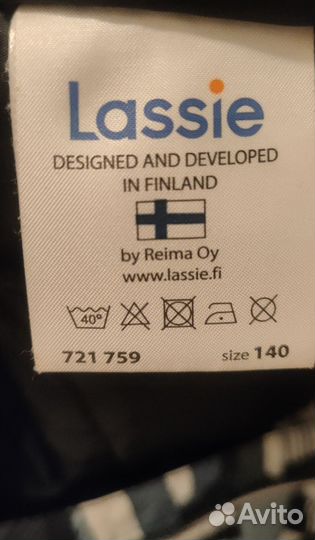 Lassie
DESIGNED AND DEVELOPED
IN FINLAND
by Reima Oy
www.lassie.fi
40°
721 759 size 140
Avito